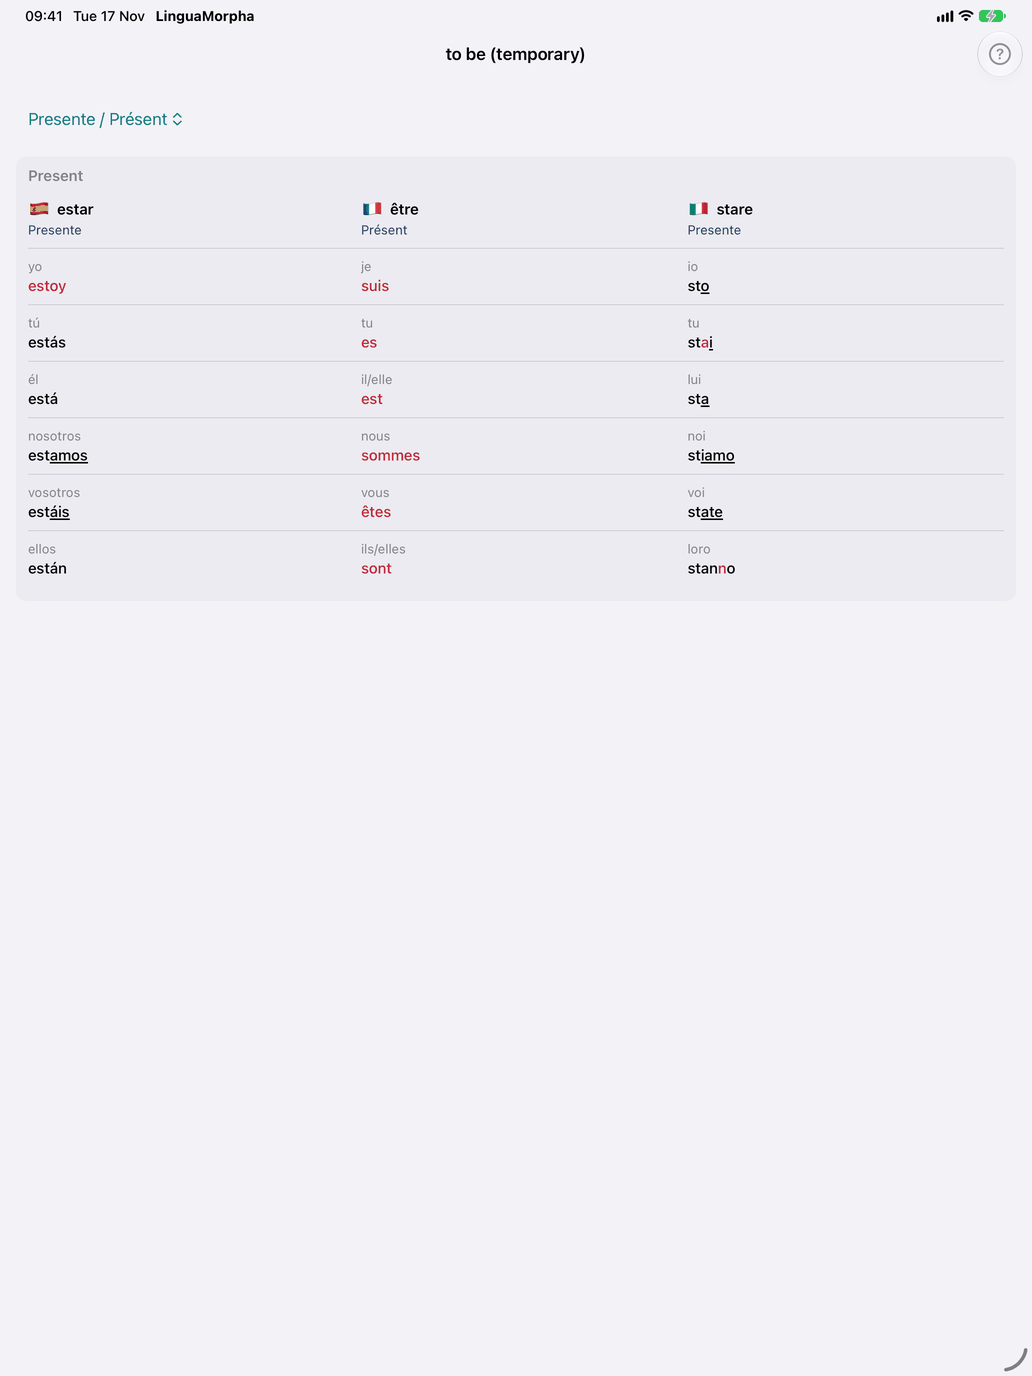 09:41 Tue 17 Nov LinguaMorpha
to be (temporary)
?
Presente / Présent
Present
estar être stare
Presente Présent Presente
yo je io
estoy suis sto
tú tu tu
estás es stai
él il/elle lui
está est sta
nosotros nous noi
estamos sommes stiamo
vosotros vous voi
estáis êtes state
ellos ils/elles loro
están sont stanno